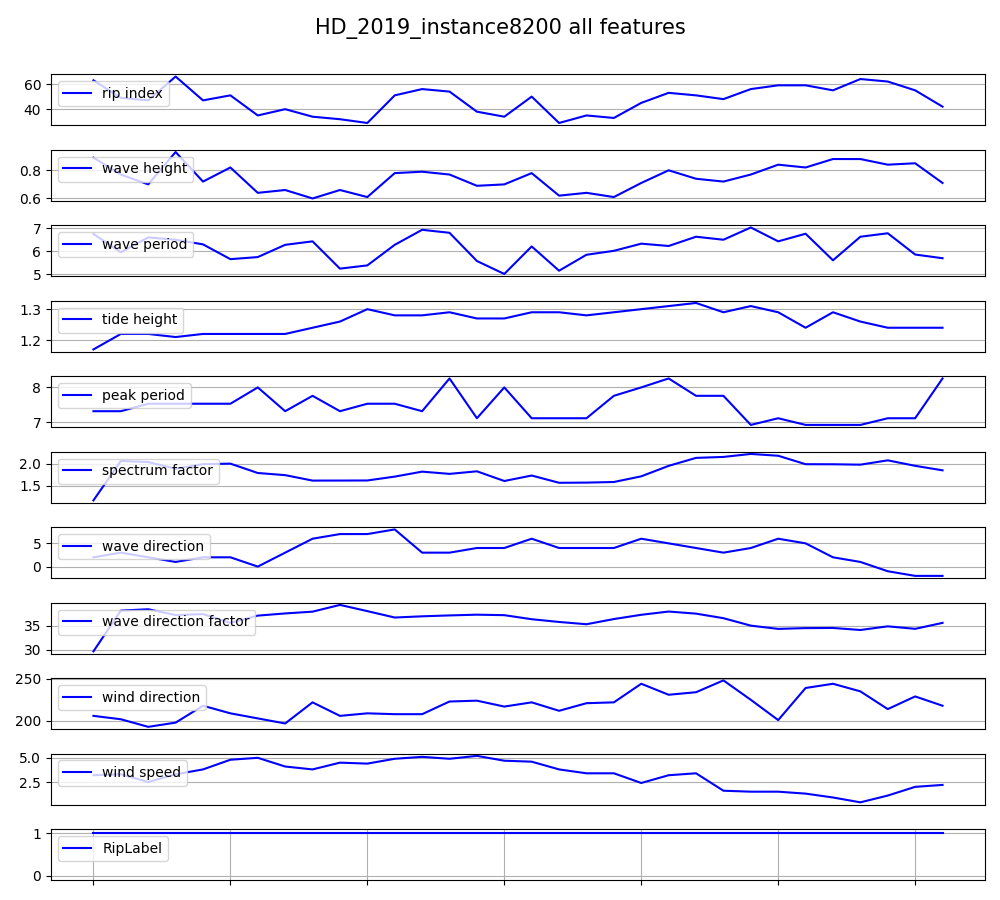 HD_2019_instance8200 all features
60
40
rip index
0.8
0.6
wave height
7
6
5
wave period
1.3
1.2
tide height
8
7
peak period
2.0
1.5
spectrum factor
5
0
wave direction
35
30
wave direction factor
250
200
wind direction
5.0
2.5
wind speed
1
0
RipLabel